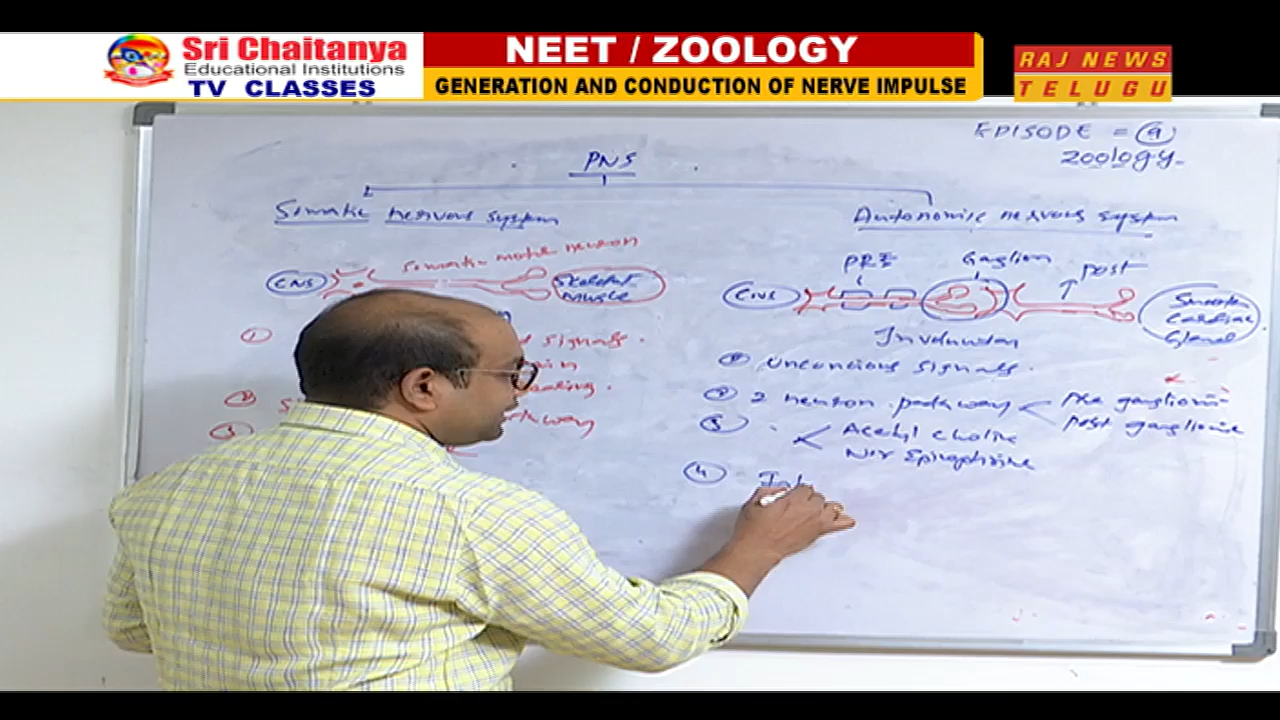 Sri Chaitanya
Educational Institutions
TV CLASSES
NEET / ZOOLOGY
GENERATION AND CONDUCTION OF NERVE IMPULSE
RAJ NEWS
TELUGU
EPISODE = 9
Zoology
PNS
Somatic nervous system
Autonomic nervous system
Somatic motor neuron
CNS
Skeletal
muscle
PRE
Ganglion
post
CNS
Smooth
cardiac
gland
1
signals.
2
3
Involuntary
1 unconcious signals.
2 2 neuron pathway
pre ganglionic
post ganglionic
3
Acetyl choline
Nor Epinephrine
4